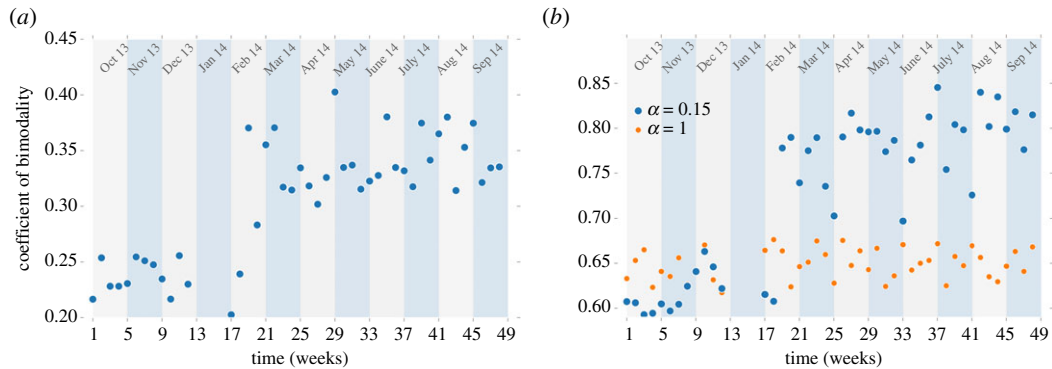 (a)
(b)
0.45
0.40
0.35
0.30
0.25
0.20
coefficient of bimodality
Oct 13
Nov 13
Dec 13
Jan 14
Feb 14
Mar 14
Apr 14
May 14
June 14
July 14
Aug 14
Sep 14
1 5 9 13 17 21 25 29 33 37 41 45 49
time (weeks)
0.85
0.80
0.75
0.70
0.65
0.60
Oct 13
Nov 13
Dec 13
Jan 14
Feb 14
Mar 14
Apr 14
May 14
June 14
July 14
Aug 14
Sep 14
α = 0.15
α = 1
1 5 9 13 17 21 25 29 33 37 41 45 49
time (weeks)